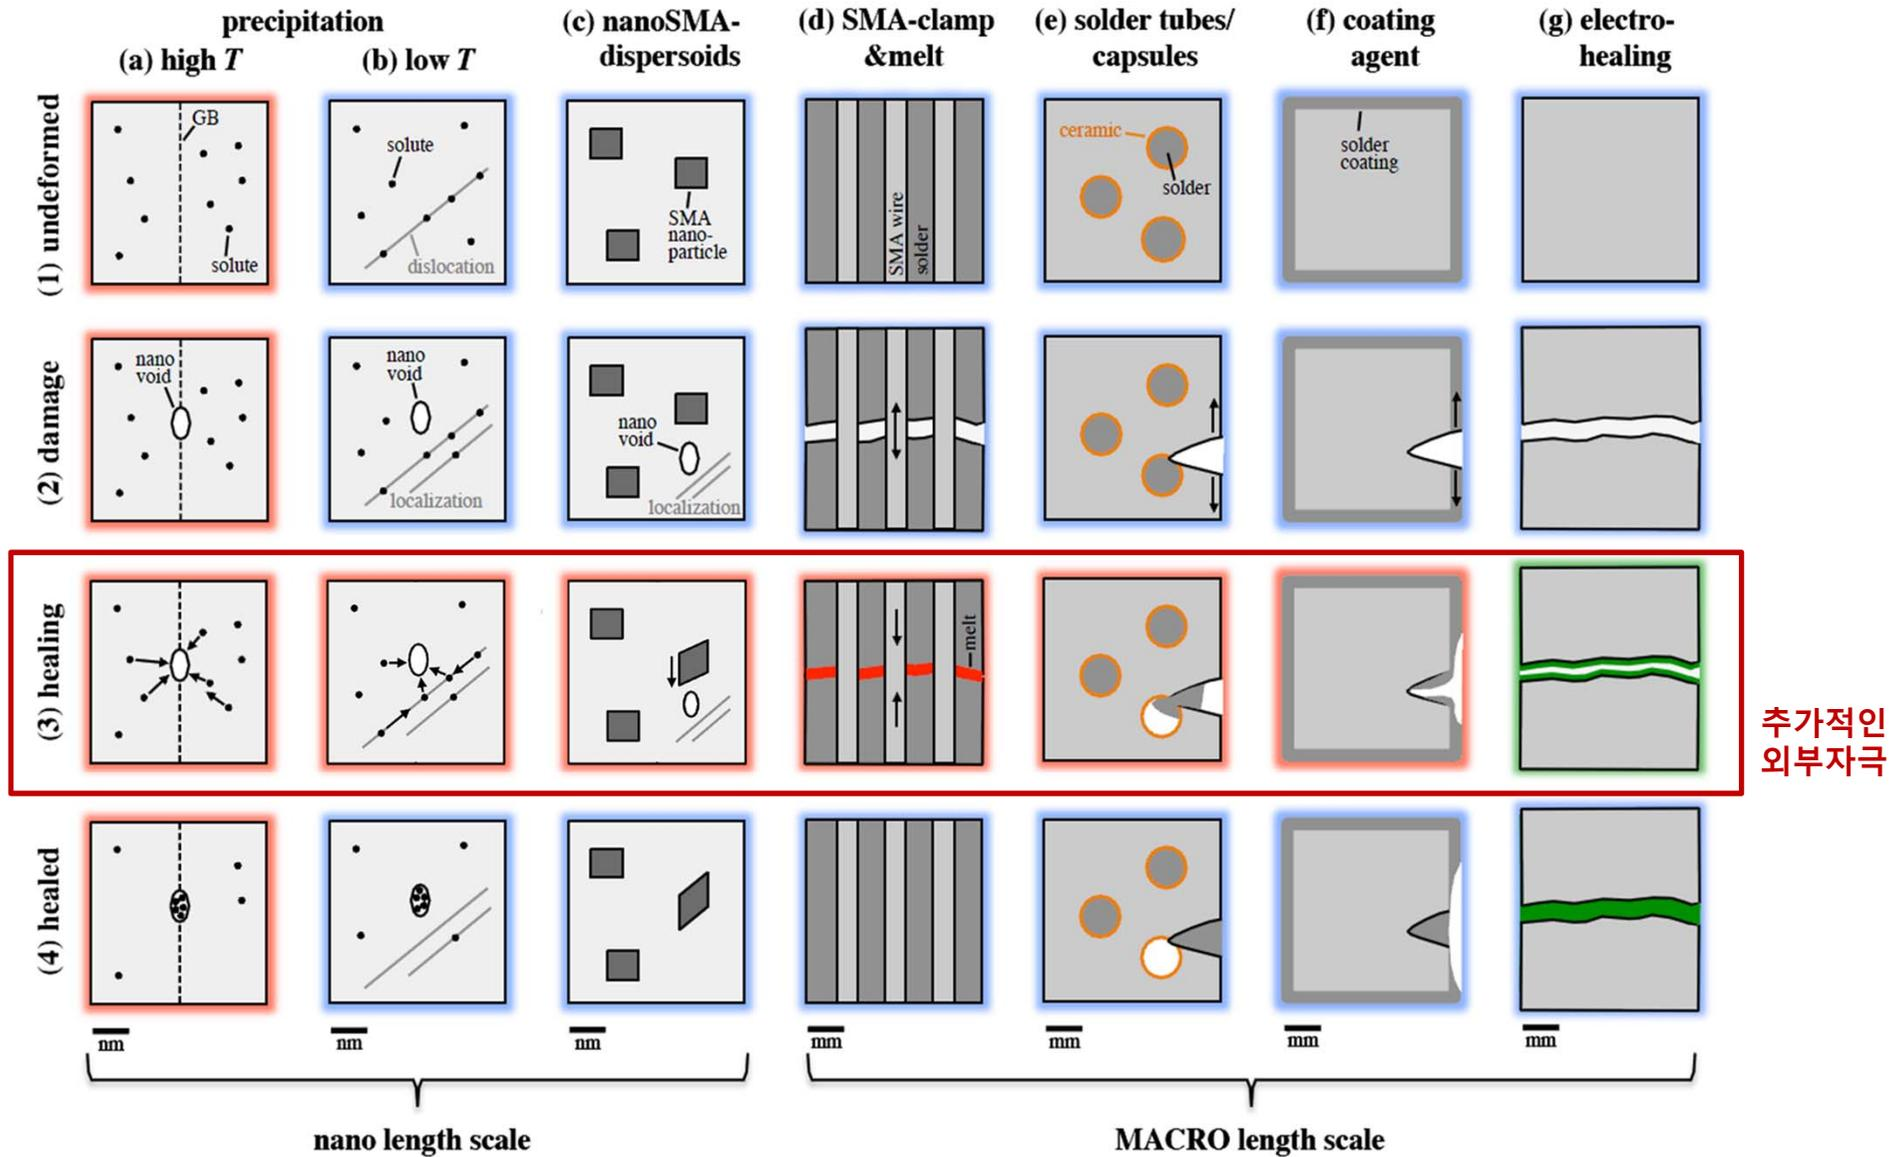 precipitation
(a) high T
(b) low T
(c) nanoSMA-
dispersoids
(d) SMA-clamp
&melt
(e) solder tubes/
capsules
(f) coating
agent
(g) electro-
healing
(1) undeformed
GB
solute
solute
dislocation
SMA
nano-
particle
SMA wire
solder
ceramic
solder
solder
coating
(2) damage
nano
void
nano
void
localization
nano
void
localization
(3) healing
melt
추가적인
외부자극
(4) healed
nm
nm
nm
mm
mm
mm
mm
nano length scale
MACRO length scale